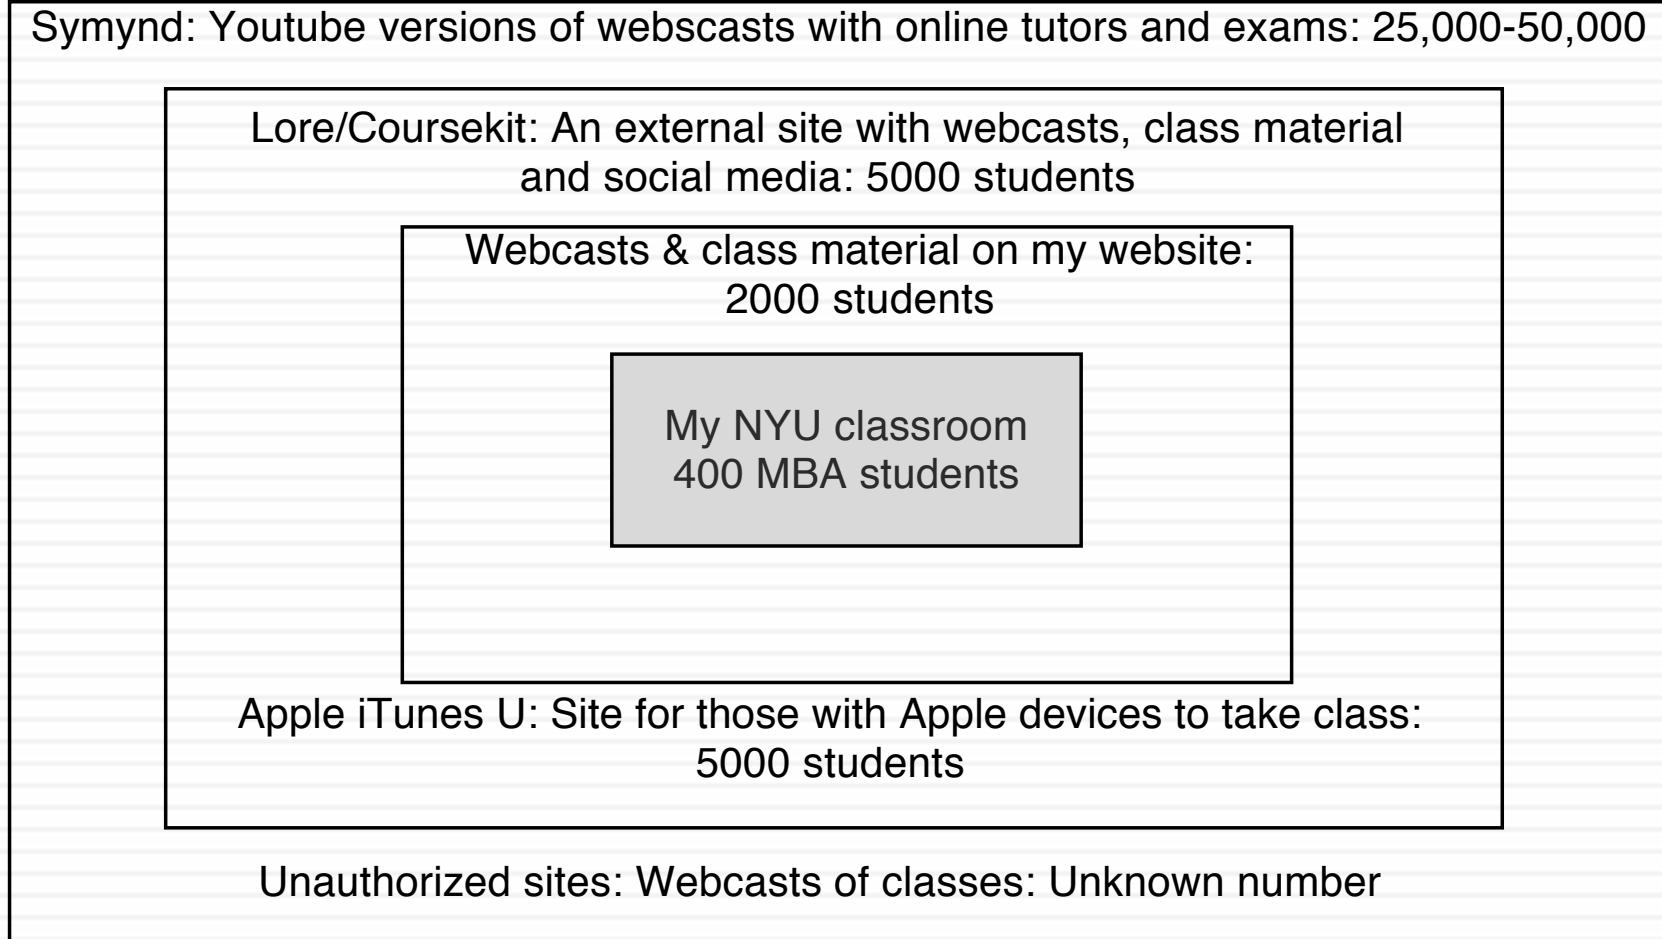 Symynd: Youtube versions of webscasts with online tutors and exams: 25,000-50,000
Lore/Coursekit: An external site with webcasts, class material
and social media: 5000 students
Webcasts & class material on my website:
2000 students
My NYU classroom
400 MBA students
Apple iTunes U: Site for those with Apple devices to take class:
5000 students
Unauthorized sites: Webcasts of classes: Unknown number